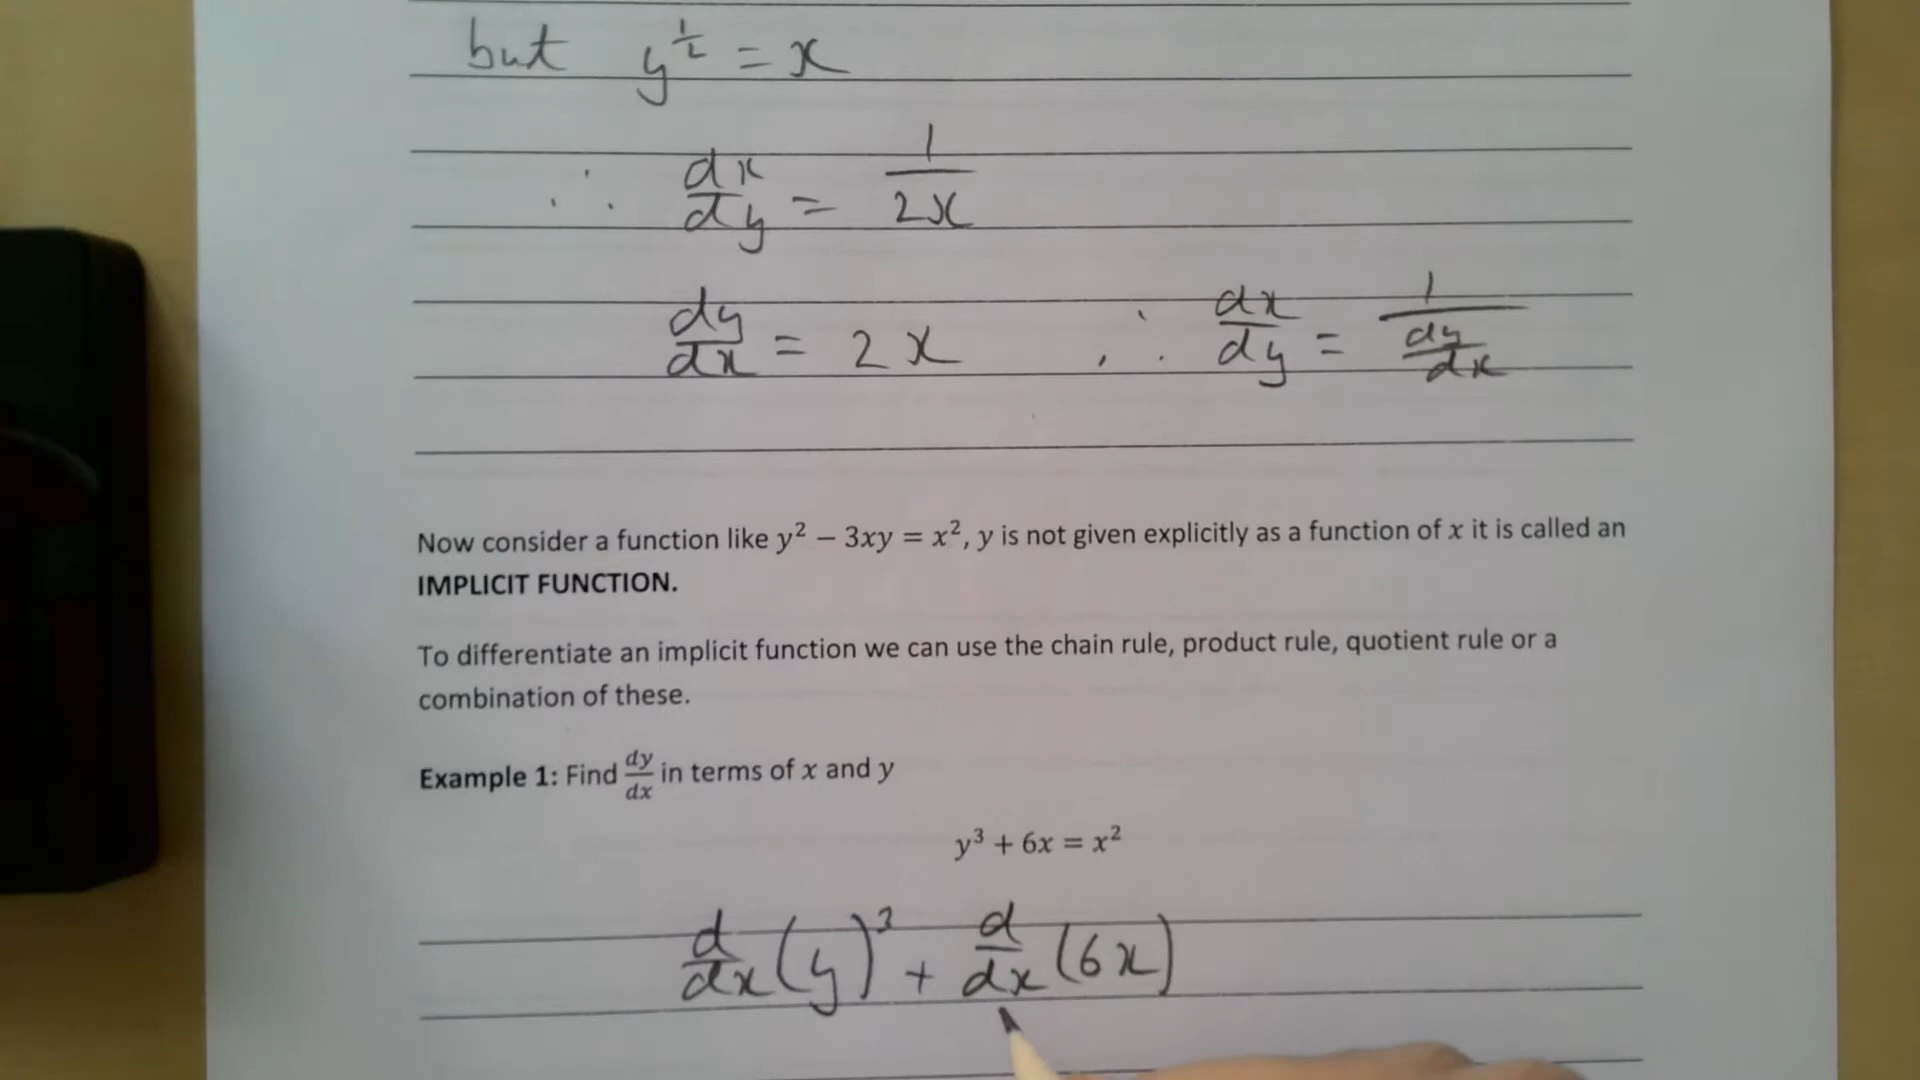 but y^½ = x
∴ dx/dy = 1/2x
dy/dx = 2x ∴ dx/dy = 1/(dy/dx)
Now consider a function like y² − 3xy = x², y is not given explicitly as a function of x it is called an
IMPLICIT FUNCTION.
To differentiate an implicit function we can use the chain rule, product rule, quotient rule or a
combination of these.
Example 1: Find dy/dx in terms of x and y
y³ + 6x = x²
d/dx (y)³ + d/dx (6x)